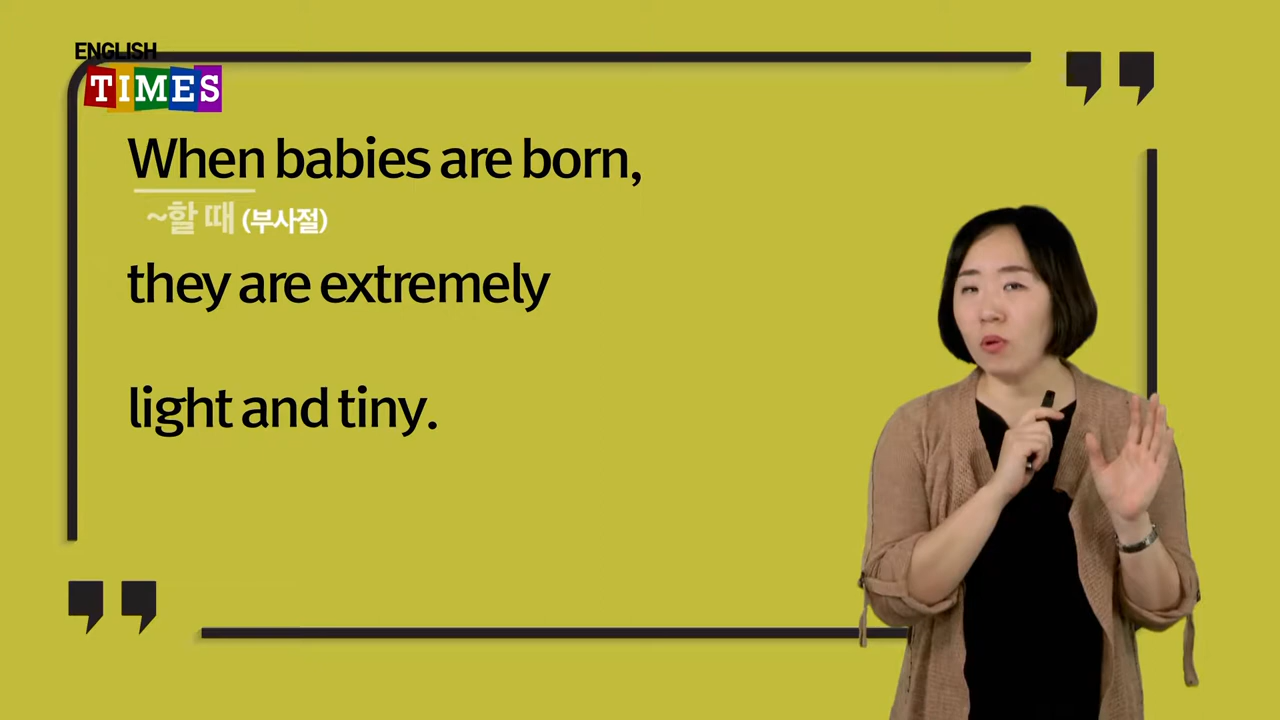 ENGLISH
TIMES
When babies are born,
~할 때 (부사절)
they are extremely
light and tiny.